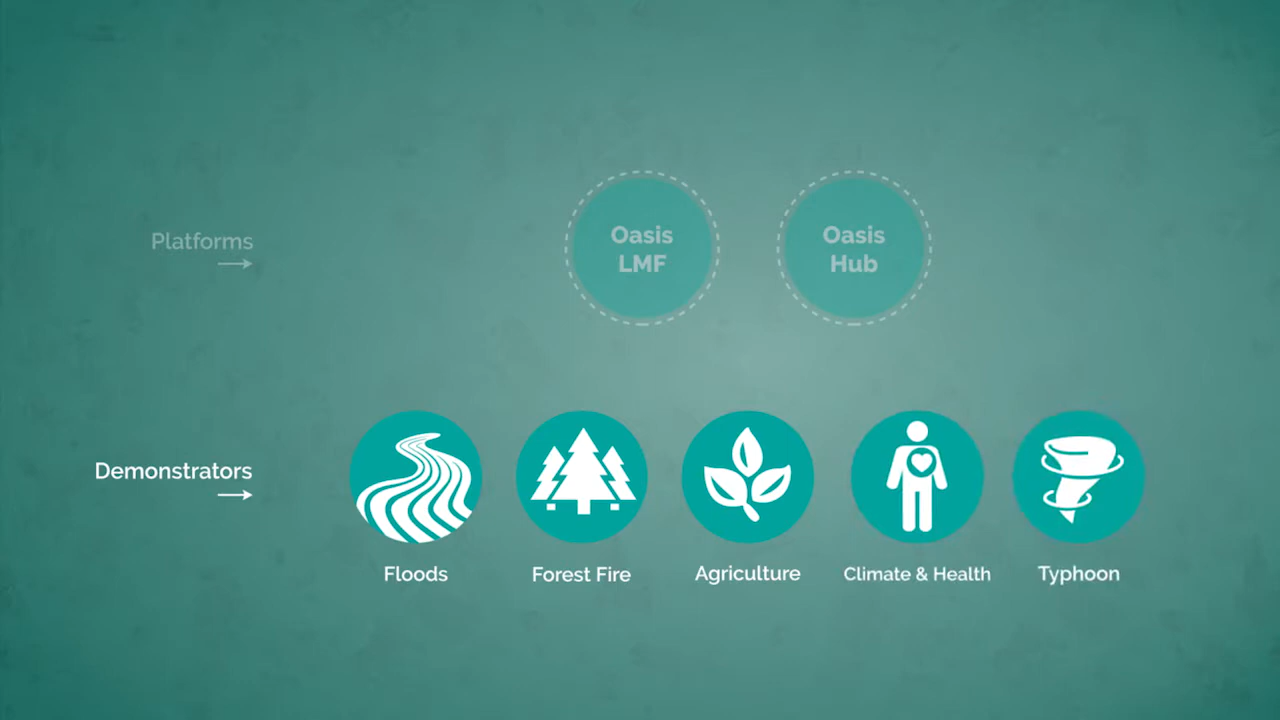 Platforms
Oasis
LMF
Oasis
Hub
Demonstrators
Floods
Forest Fire
Agriculture
Climate & Health
Typhoon